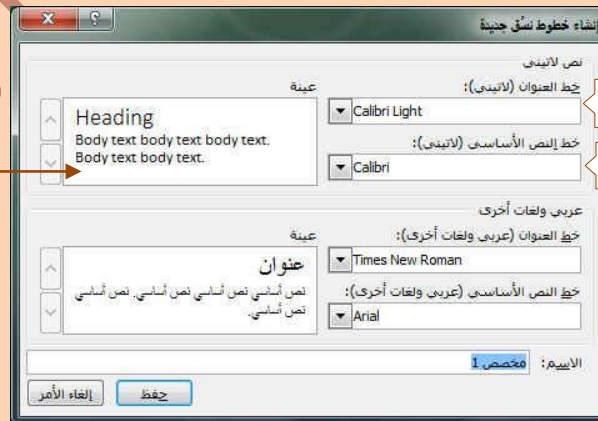 إنشاء خطوط نسُق جديدة
نص لاتيني
خط العنوان (لاتيني):
Calibri Light
خط النص الأساسي (لاتيني):
Calibri
عينة
Heading
Body text body text body text.
Body text body text.
عربي ولغات أخرى
خط العنوان (عربي ولغات أخرى):
Times New Roman
خط النص الأساسي (عربي ولغات أخرى):
Arial
عينة
عنوان
نص أساسي نص أساسي نص أساسي. نص أساسي
نص أساسي.
الاسم: مخصص 1
حفظ
إلغاء الأمر